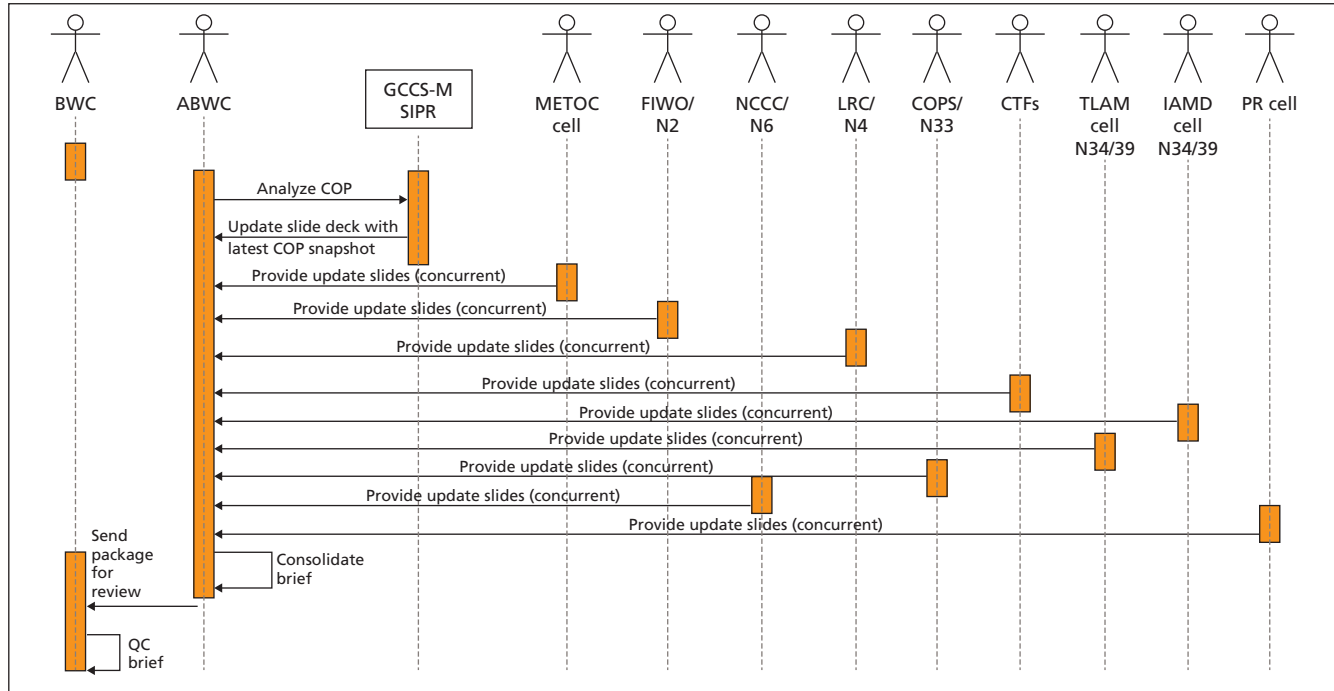 BWC
ABWC
GCCS-M
SIPR
METOC
cell
FIWO/
N2
NCCC/
N6
LRC/
N4
COPS/
N33
CTFs
TLAM
cell
N34/39
IAMD
cell
N34/39
PR cell
Analyze COP
Update slide deck with
latest COP snapshot
Provide update slides (concurrent)
Provide update slides (concurrent)
Provide update slides (concurrent)
Provide update slides (concurrent)
Provide update slides (concurrent)
Provide update slides (concurrent)
Provide update slides (concurrent)
Provide update slides (concurrent)
Provide update slides (concurrent)
Send
package
for
review
Consolidate
brief
QC
brief